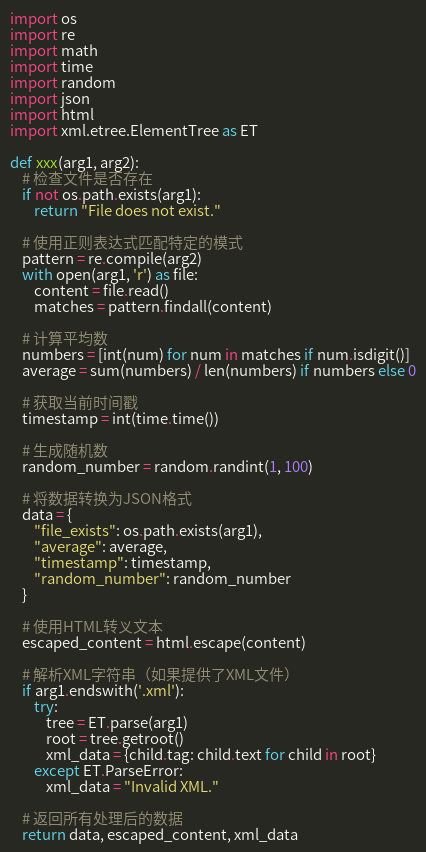 import os
import re
import math
import time
import random
import json
import html
import xml.etree.ElementTree as ET

def xxx(arg1, arg2):
    # 检查文件是否存在
    if not os.path.exists(arg1):
        return "File does not exist."

    # 使用正则表达式匹配特定的模式
    pattern = re.compile(arg2)
    with open(arg1, 'r') as file:
        content = file.read()
        matches = pattern.findall(content)

    # 计算平均数
    numbers = [int(num) for num in matches if num.isdigit()]
    average = sum(numbers) / len(numbers) if numbers else 0

    # 获取当前时间戳
    timestamp = int(time.time())

    # 生成随机数
    random_number = random.randint(1, 100)

    # 将数据转换为JSON格式
    data = {
        "file_exists": os.path.exists(arg1),
        "average": average,
        "timestamp": timestamp,
        "random_number": random_number
    }

    # 使用HTML转义文本
    escaped_content = html.escape(content)

    # 解析XML字符串（如果提供了XML文件）
    if arg1.endswith('.xml'):
        try:
            tree = ET.parse(arg1)
            root = tree.getroot()
            xml_data = {child.tag: child.text for child in root}
        except ET.ParseError:
            xml_data = "Invalid XML."

    # 返回所有处理后的数据
    return data, escaped_content, xml_data